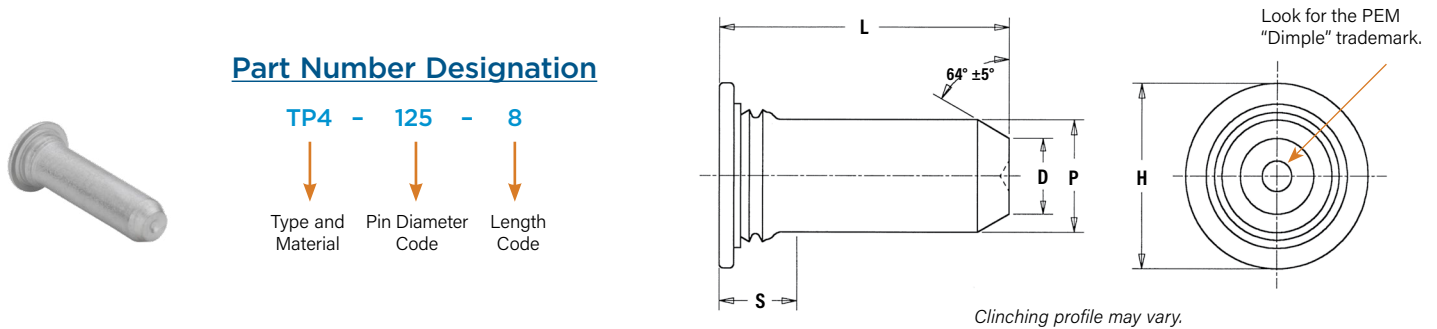 Part Number Designation
TP4 – 125 – 8
Type and
Material
Pin Diameter
Code
Length
Code
L
64° ±5°
D
P
S
H
Look for the PEM
"Dimple" trademark.
Clinching profile may vary.